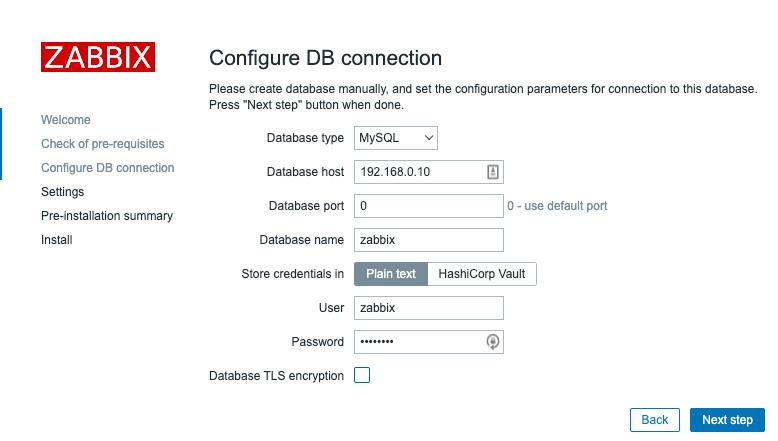 ZABBIX
Welcome
Check of pre-requisites
Configure DB connection
Settings
Pre-installation summary
Install
Configure DB connection
Please create database manually, and set the configuration parameters for connection to this database.
Press "Next step" button when done.
Database type MySQL
Database host 192.168.0.10
Database port 0 0 - use default port
Database name zabbix
Store credentials in Plain text HashiCorp Vault
User zabbix
Password ••••••••
Database TLS encryption
Back Next step